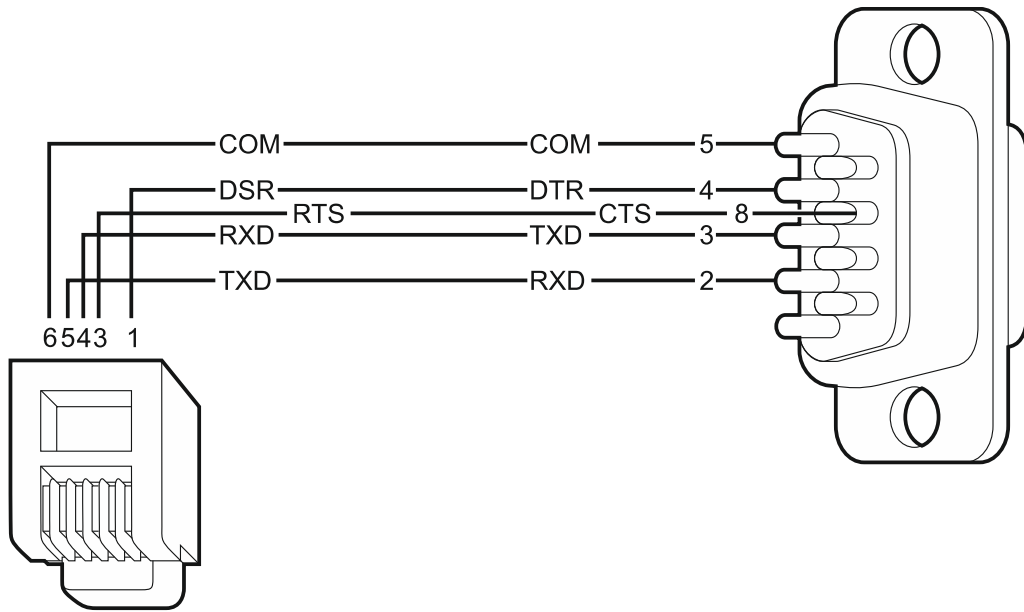 COM COM 5
DSR DTR 4
RTS CTS 8
RXD TXD 3
TXD RXD 2
6543 1